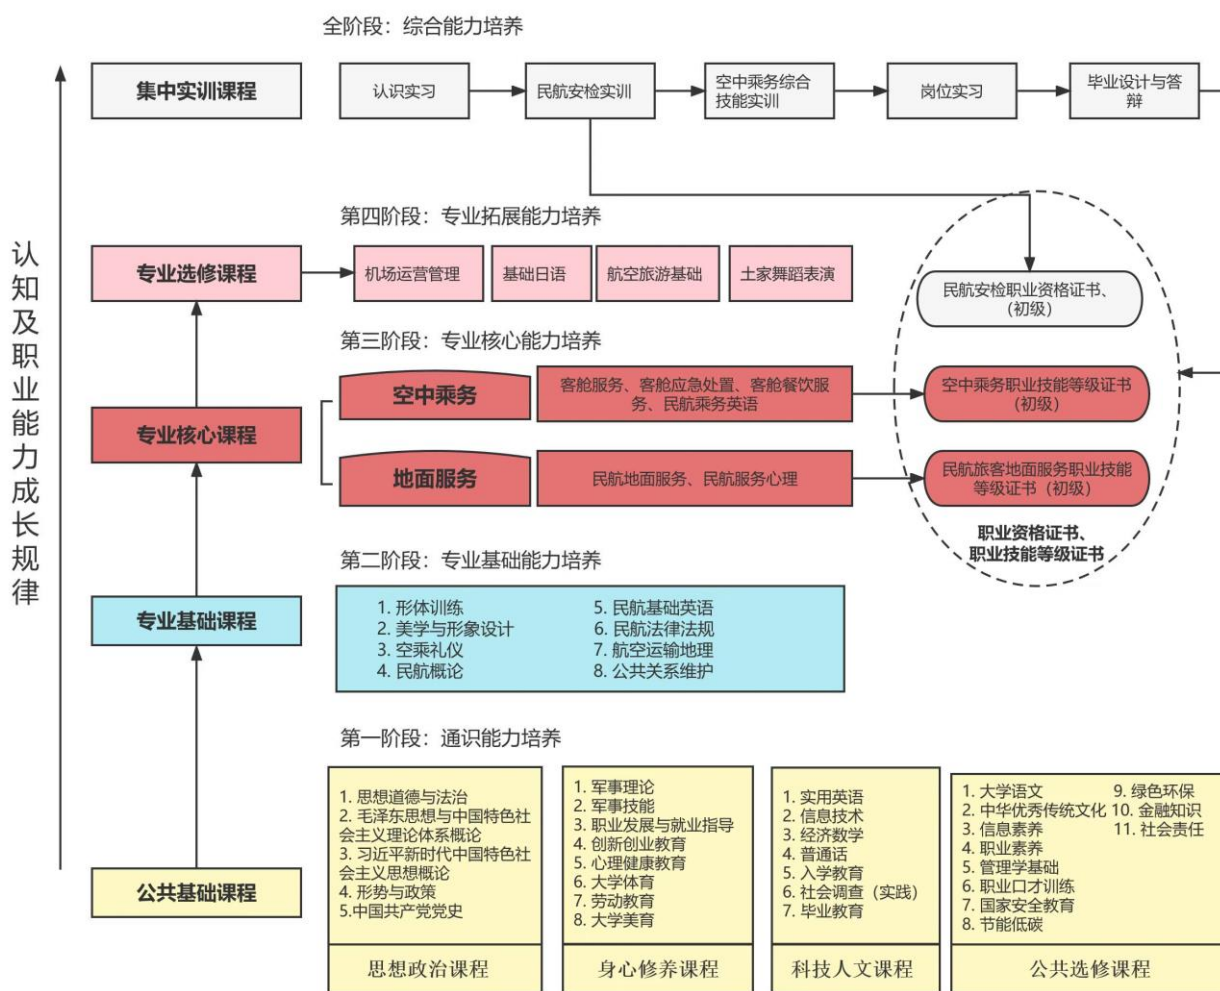 全阶段：综合能力培养
集中实训课程
认识实习
民航安检实训
空中乘务综合
技能实训
岗位实习
毕业设计与答
辩
认知及职业能力成长规律
第四阶段：专业拓展能力培养
专业选修课程
机场运营管理
基础日语
航空旅游基础
土家舞蹈表演
民航安检职业资格证书、
（初级）
第三阶段：专业核心能力培养
专业核心课程
空中乘务
客舱服务、客舱应急处置、客舱餐饮服
务、民航乘务英语
空中乘务职业技能等级证书
（初级）
地面服务
民航地面服务、民航服务心理
民航旅客地面服务职业技能
等级证书（初级）
职业资格证书、
职业技能等级证书
第二阶段：专业基础能力培养
专业基础课程
1. 形体训练
2. 美学与形象设计
3. 空乘礼仪
4. 民航概论
5. 民航基础英语
6. 民航法律法规
7. 航空运输地理
8. 公共关系维护
第一阶段：通识能力培养
公共基础课程
1. 思想道德与法治
2. 毛泽东思想与中国特色社
会主义理论体系概论
3. 习近平新时代中国特色社
会主义思想概论
4. 形势与政策
5.中国共产党党史
思想政治课程
1. 军事理论
2. 军事技能
3. 职业发展与就业指导
4. 创新创业教育
5. 心理健康教育
6. 大学体育
7. 劳动教育
8. 大学美育
身心修养课程
1. 实用英语
2. 信息技术
3. 经济数学
4. 普通话
5. 入学教育
6. 社会调查（实践）
7. 毕业教育
科技人文课程
1. 大学语文
2. 中华优秀传统文化
3. 信息素养
4. 职业素养
5. 管理学基础
6. 职业口才训练
7. 国家安全教育
8. 节能低碳
9. 绿色环保
10. 金融知识
11. 社会责任
公共选修课程